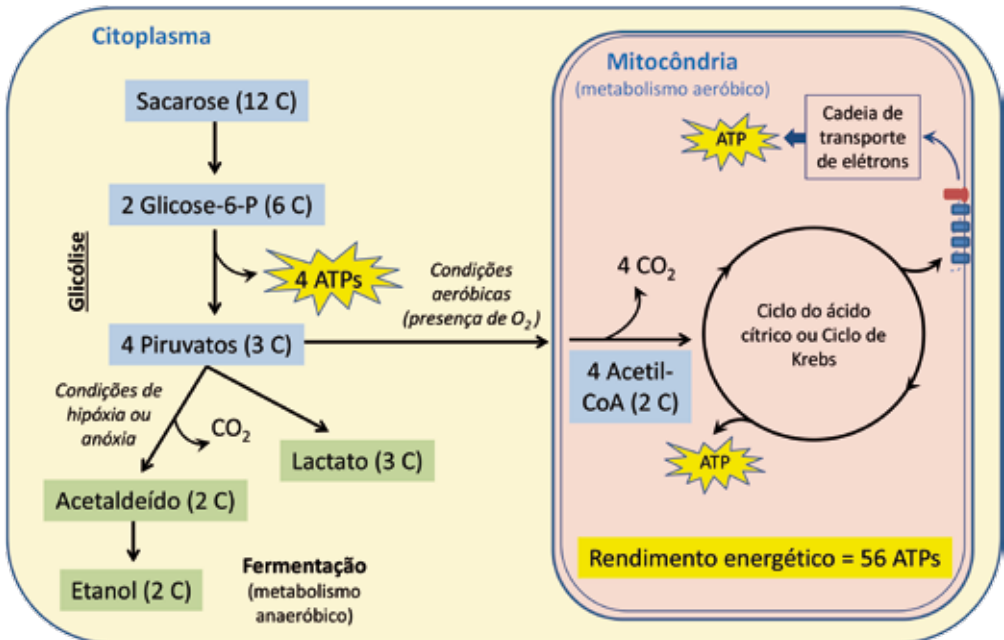 Citoplasma
Sacarose (12 C)
2 Glicose-6-P (6 C)
Glicólise
4 ATPs
4 Piruvatos (3 C)
Condições
aeróbicas
(presença de O₂)
Condições de
hipóxia ou
anóxia
CO₂
Lactato (3 C)
Acetaldeído (2 C)
Etanol (2 C)
Fermentação
(metabolismo
anaeróbico)
Mitocôndria
(metabolismo aeróbico)
ATP
Cadeia de
transporte
de elétrons
4 CO₂
4 Acetil-
CoA (2 C)
Ciclo do ácido
cítrico ou Ciclo de
Krebs
ATP
Rendimento energético = 56 ATPs